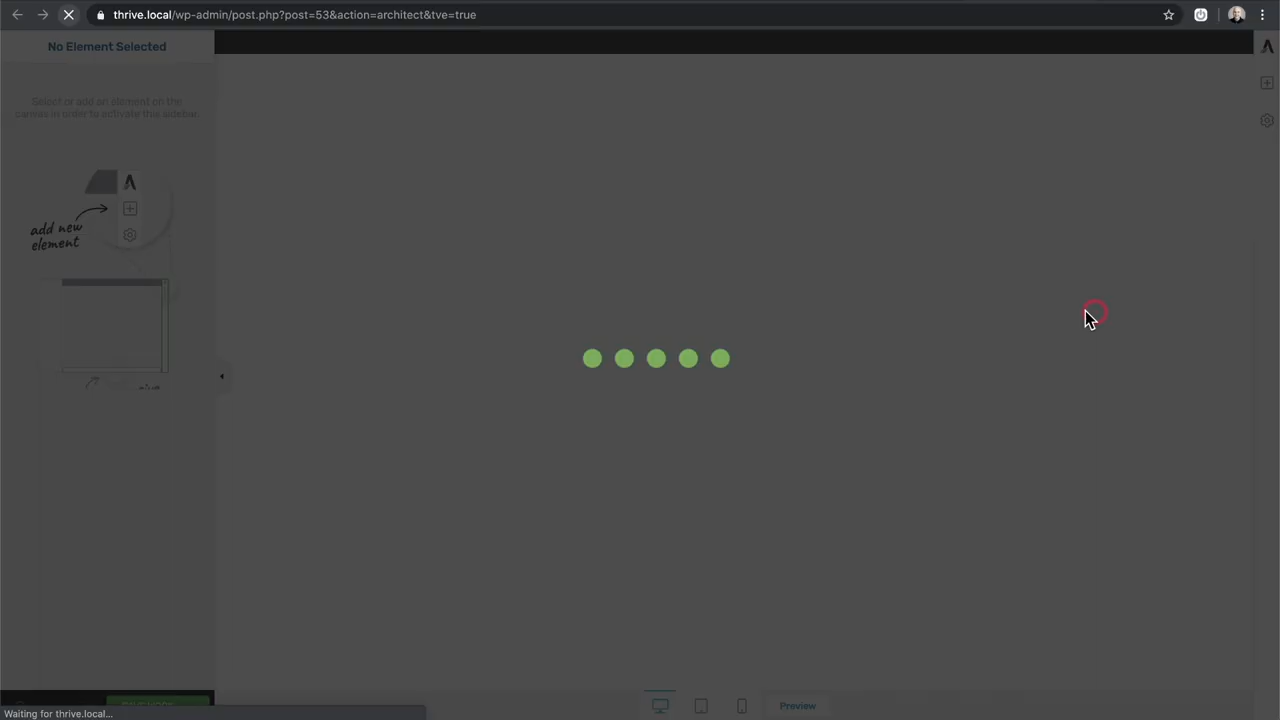 thrive.local/wp-admin/post.php?post=53&action=architect&tve=true
No Element Selected
Select or add an element on the
canvas in order to activate this sidebar.
add new
element
Preview
Waiting for thrive.local...